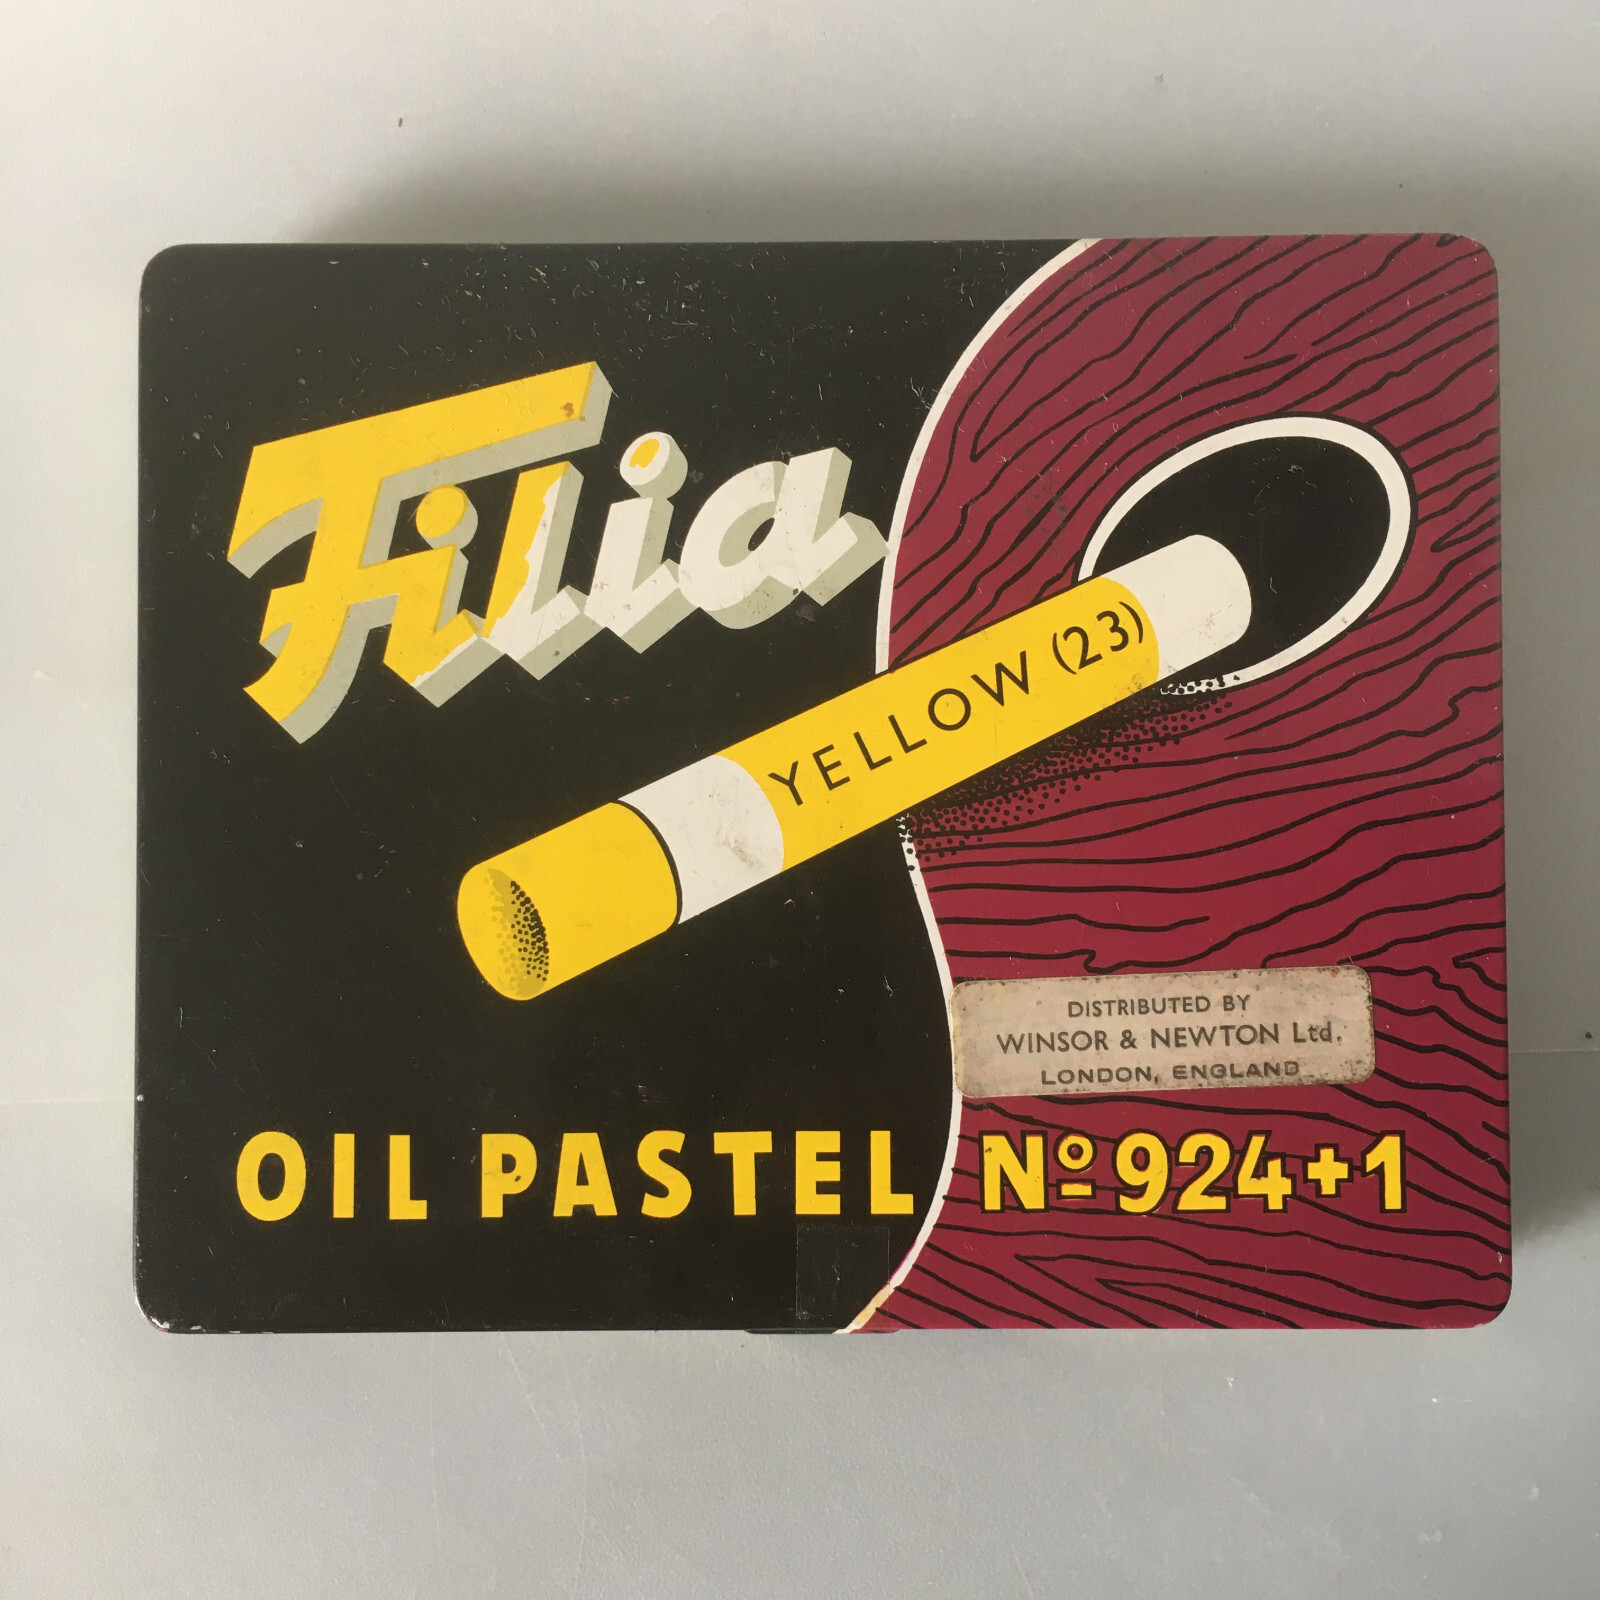 Filia
YELLOW (23)
DISTRIBUTED BY
WINSOR & NEWTON Ltd.
LONDON, ENGLAND
OIL PASTEL Nº 924+1